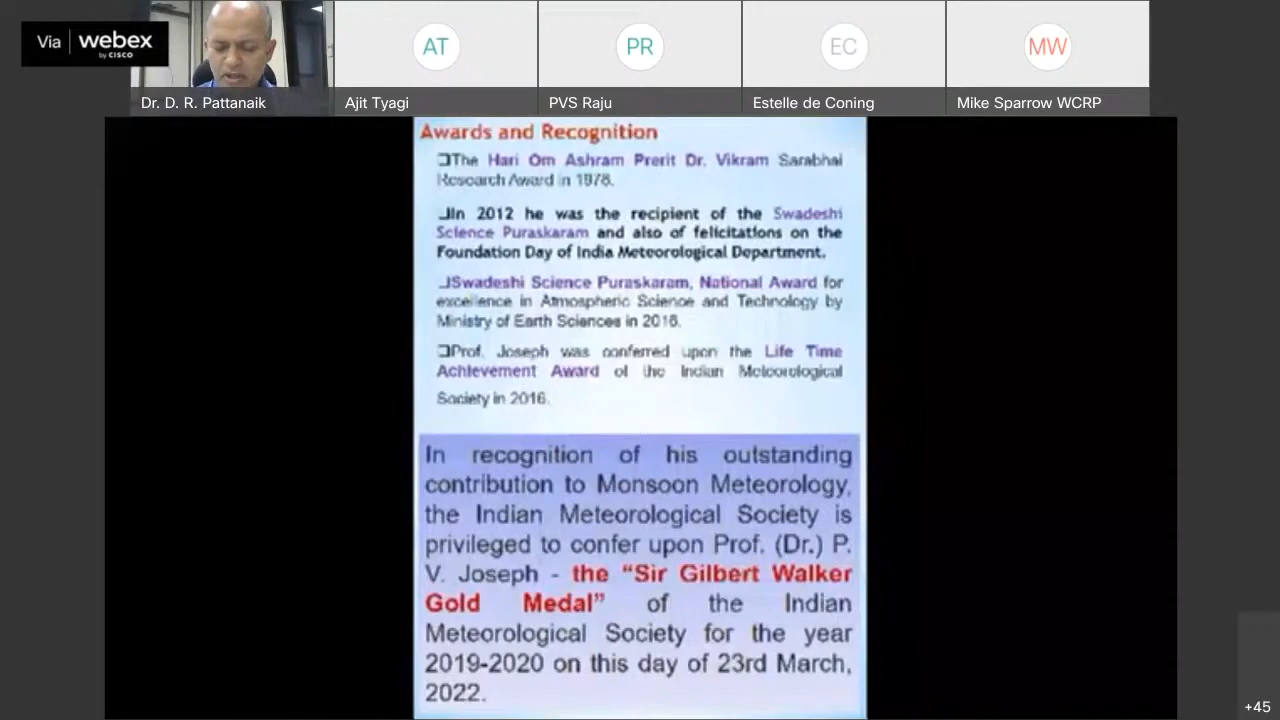 Via webex
by CISCO
AT
PR
EC
MW
Dr. D. R. Pattanaik
Ajit Tyagi
PVS Raju
Estelle de Coning
Mike Sparrow WCRP
Awards and Recognition
The Hari Om Ashram Prerit Dr. Vikram Sarabhai
Research Award in 1978.
In 2012 he was the recipient of the Swadeshi
Science Puraskaram and also of felicitations on the
Foundation Day of India Meteorological Department.
Swadeshi Science Puraskaram, National Award for
excellence in Atmospheric Science and Technology by
Ministry of Earth Sciences in 2016.
Prof. Joseph was conferred upon the Life Time
Achievement Award of the Indian Meteorological
Society in 2016.
In recognition of his outstanding
contribution to Monsoon Meteorology,
the Indian Meteorological Society is
privileged to confer upon Prof. (Dr.) P.
V. Joseph - the “Sir Gilbert Walker
Gold Medal” of the Indian
Meteorological Society for the year
2019-2020 on this day of 23rd March,
2022.
+45